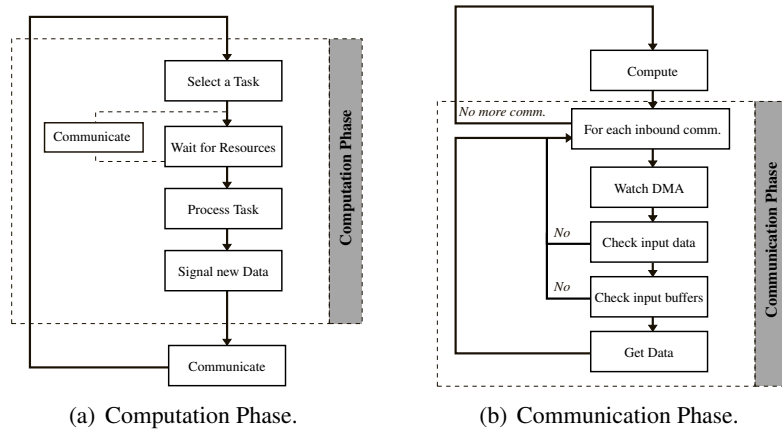 Select a Task
Communicate
Wait for Resources
Process Task
Signal new Data
Communicate
Computation Phase
(a) Computation Phase.
Compute
No more comm.
For each inbound comm.
Watch DMA
No
Check input data
No
Check input buffers
Get Data
Communication Phase
(b) Communication Phase.